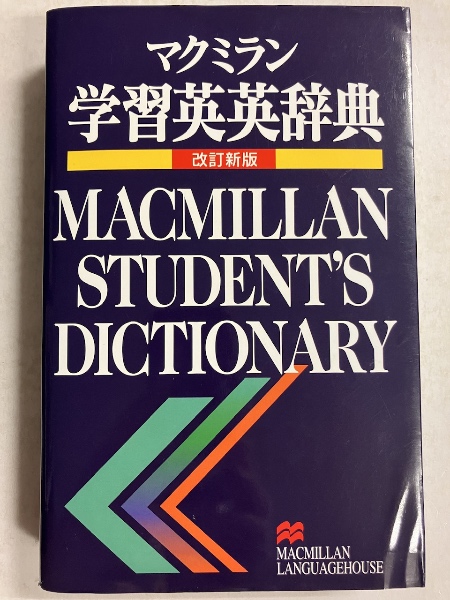 マクミラン
学習英英辞典
改訂新版
MACMILLAN
STUDENT'S
DICTIONARY
MACMILLAN
LANGUAGEHOUSE